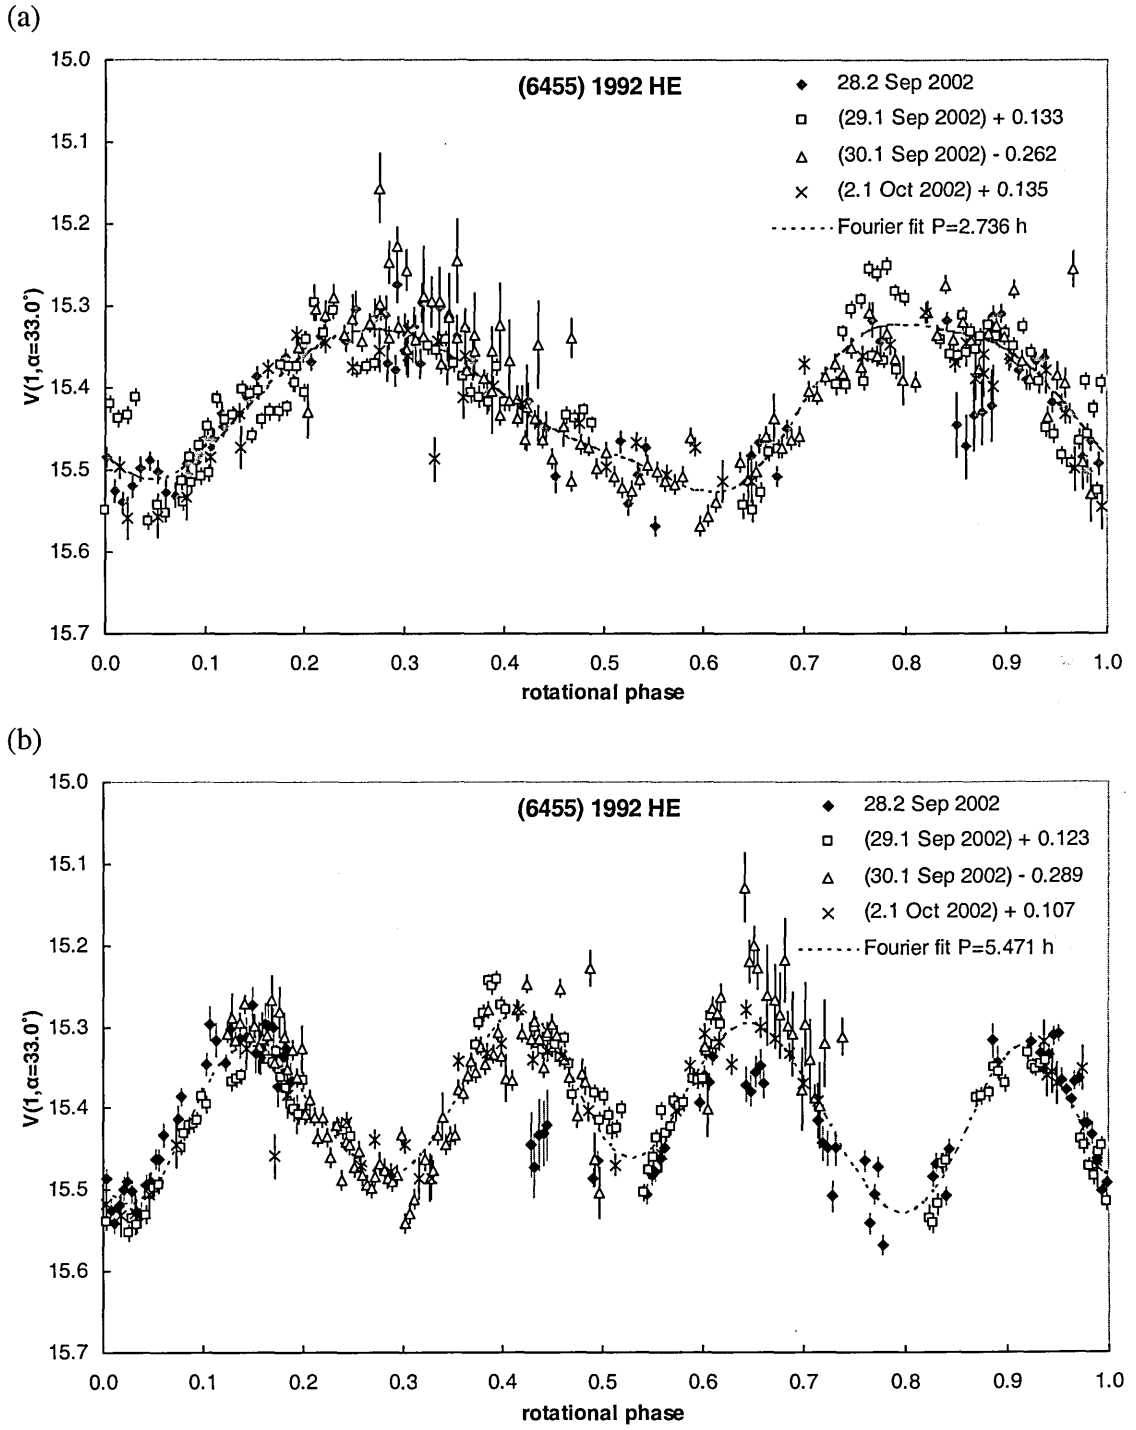 (a)
(6455) 1992 HE
28.2 Sep 2002
(29.1 Sep 2002) + 0.133
(30.1 Sep 2002) - 0.262
(2.1 Oct 2002) + 0.135
Fourier fit P=2.736 h
V(1,α=33.0°)
15.0
15.1
15.2
15.3
15.4
15.5
15.6
15.7
0.0 0.1 0.2 0.3 0.4 0.5 0.6 0.7 0.8 0.9 1.0
rotational phase
(b)
(6455) 1992 HE
28.2 Sep 2002
(29.1 Sep 2002) + 0.123
(30.1 Sep 2002) - 0.289
(2.1 Oct 2002) + 0.107
Fourier fit P=5.471 h
V(1,α=33.0°)
15.0
15.1
15.2
15.3
15.4
15.5
15.6
15.7
0.0 0.1 0.2 0.3 0.4 0.5 0.6 0.7 0.8 0.9 1.0
rotational phase